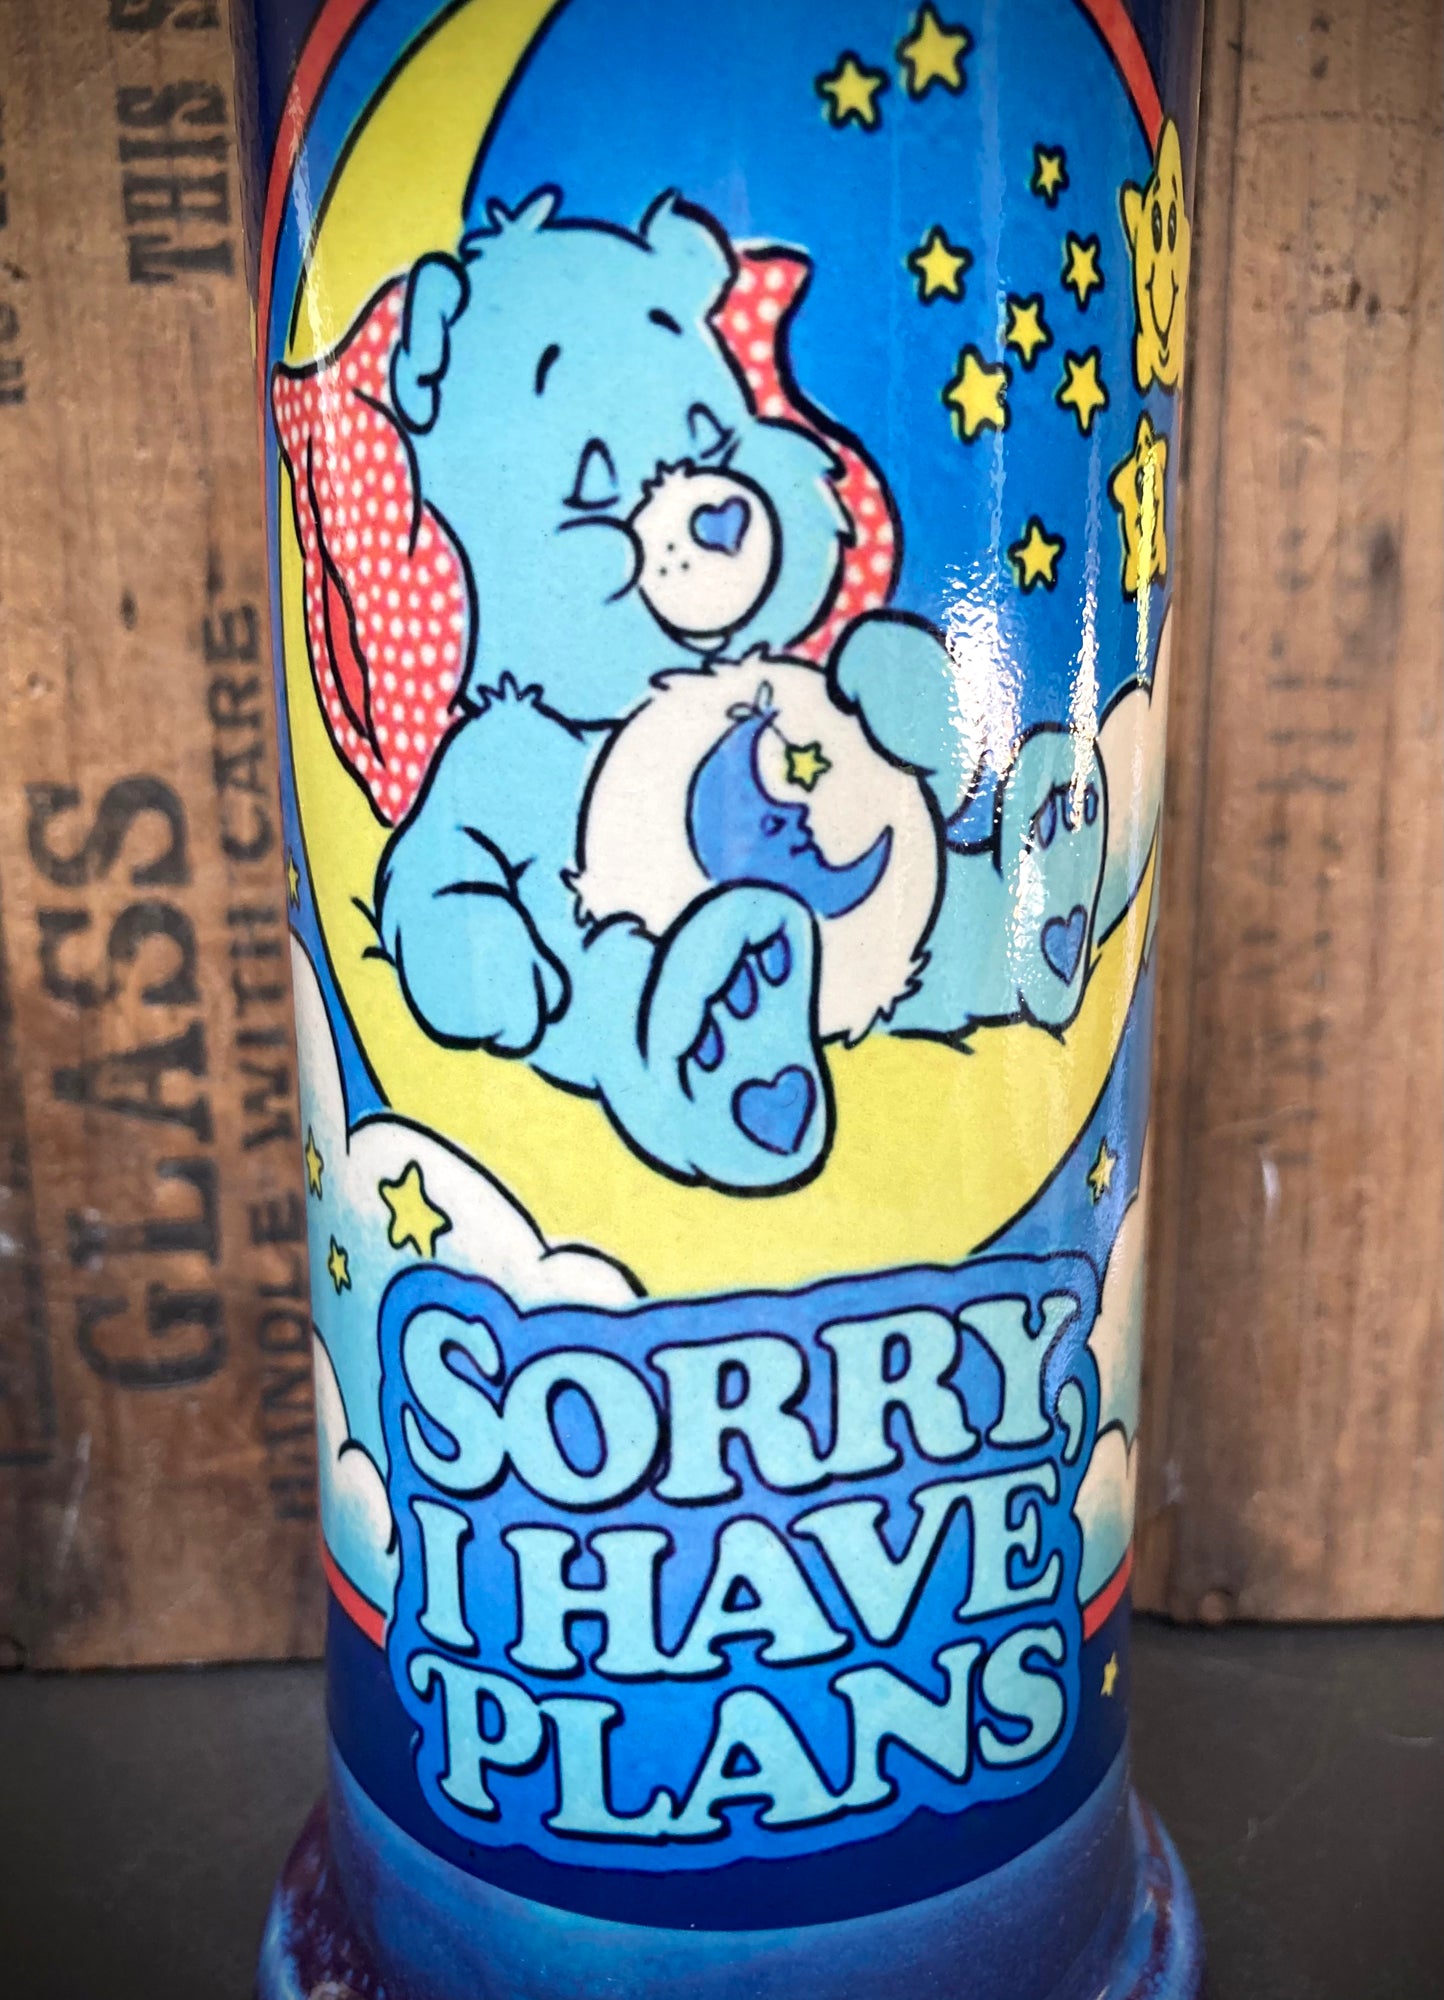 THIS
GLASS
HANDLE WITH CARE
SORRY,
I HAVE
PLANS